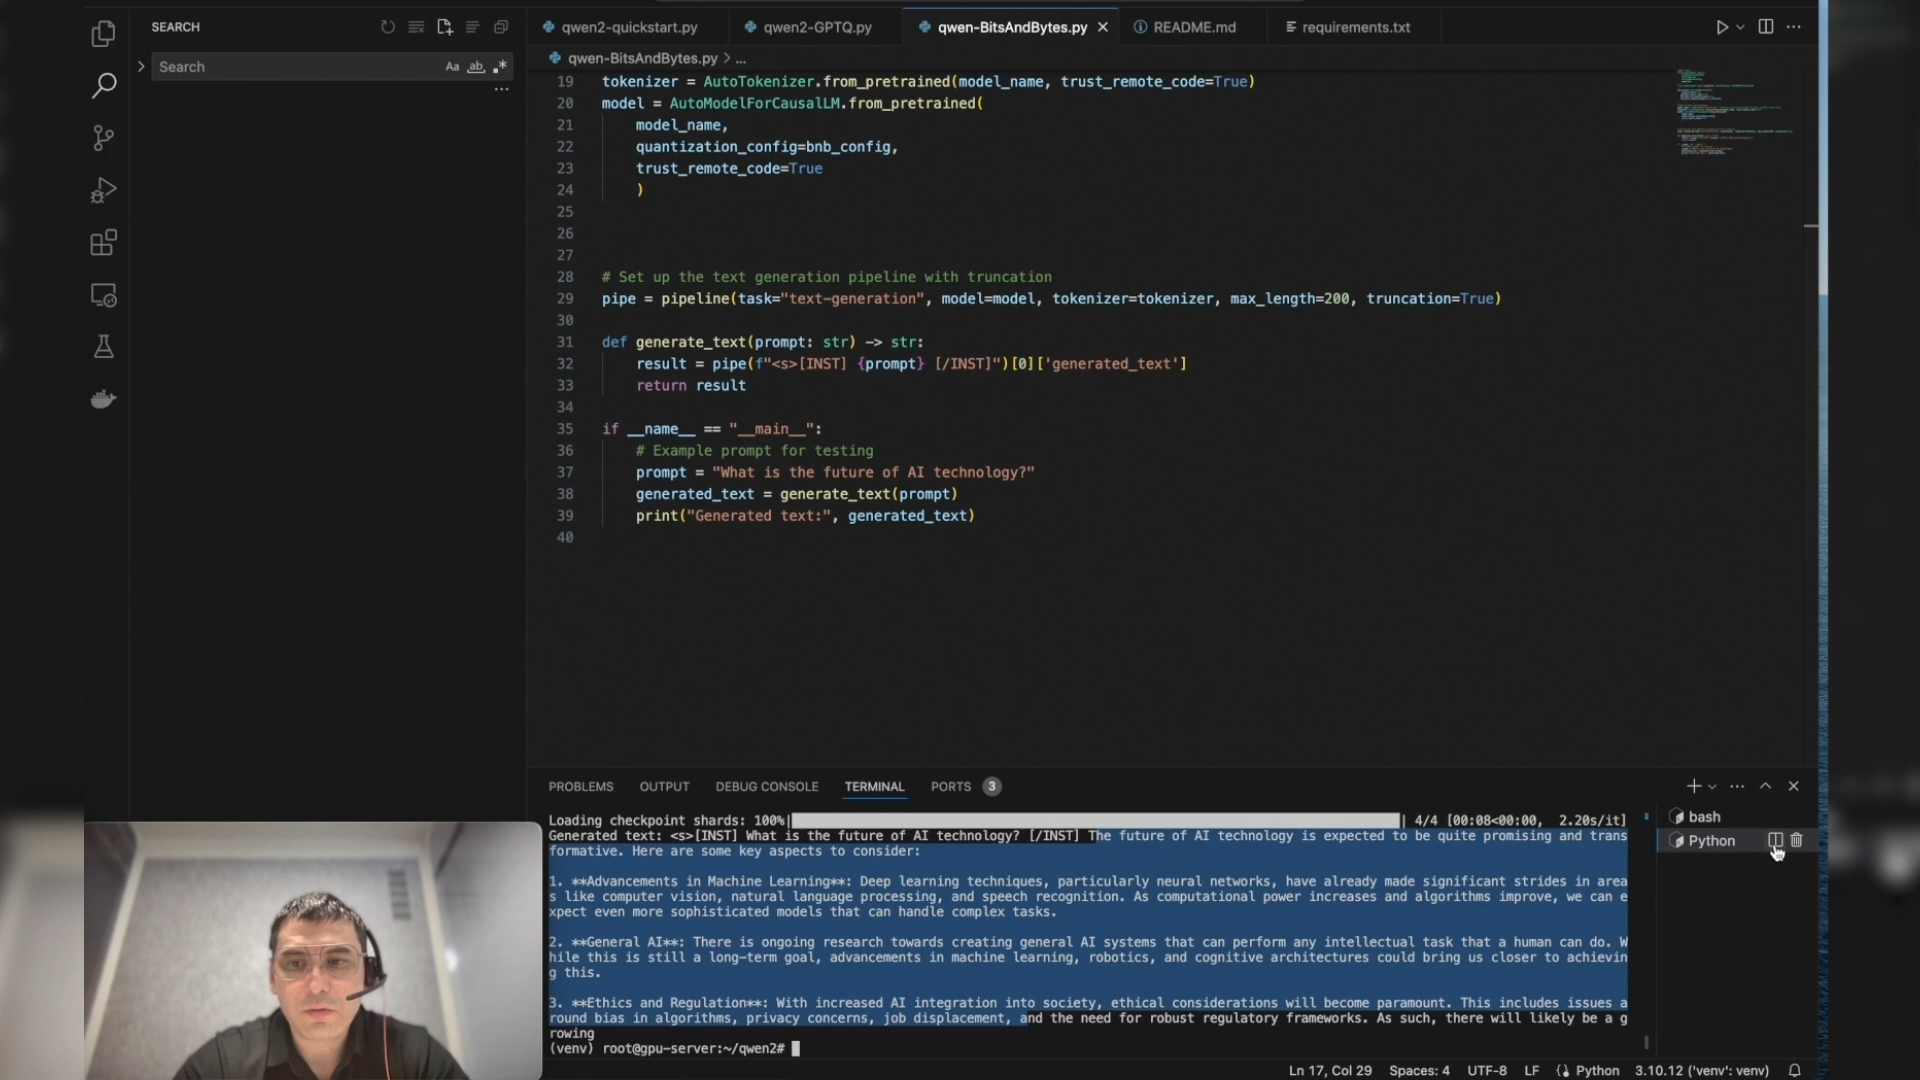 SEARCH
Search
Aa ab
qwen2-quickstart.py
qwen2-GPTQ.py
qwen-BitsAndBytes.py
README.md
requirements.txt
qwen-BitsAndBytes.py > ...
19 tokenizer = AutoTokenizer.from_pretrained(model_name, trust_remote_code=True)
20 model = AutoModelForCausalLM.from_pretrained(
21 model_name,
22 quantization_config=bnb_config,
23 trust_remote_code=True
24 )
25
26
27
28 # Set up the text generation pipeline with truncation
29 pipe = pipeline(task="text-generation", model=model, tokenizer=tokenizer, max_length=200, truncation=True)
30
31 def generate_text(prompt: str) -> str:
32 result = pipe(f"<s>[INST] {prompt} [/INST]")[0]['generated_text']
33 return result
34
35 if __name__ == "__main__":
36 # Example prompt for testing
37 prompt = "What is the future of AI technology?"
38 generated_text = generate_text(prompt)
39 print("Generated text:", generated_text)
40
PROBLEMS OUTPUT DEBUG CONSOLE TERMINAL PORTS 3
Loading checkpoint shards: 100%| | 4/4 [00:08<00:00, 2.20s/it]
Generated text: <s>[INST] What is the future of AI technology? [/INST] The future of AI technology is expected to be quite promising and trans
formative. Here are some key aspects to consider:
1. **Advancements in Machine Learning**: Deep learning techniques, particularly neural networks, have already made significant strides in area
s like computer vision, natural language processing, and speech recognition. As computational power increases and algorithms improve, we can e
xpect even more sophisticated models that can handle complex tasks.
2. **General AI**: There is ongoing research towards creating general AI systems that can perform any intellectual task that a human can do. W
hile this is still a long-term goal, advancements in machine learning, robotics, and cognitive architectures could bring us closer to achievin
g this.
3. **Ethics and Regulation**: With increased AI integration into society, ethical considerations will become paramount. This includes issues a
round bias in algorithms, privacy concerns, job displacement, and the need for robust regulatory frameworks. As such, there will likely be a g
rowing
(venv) root@gpu-server:~/qwen2#
bash
Python
Ln 17, Col 29 Spaces: 4 UTF-8 LF Python 3.10.12 ('venv': venv)